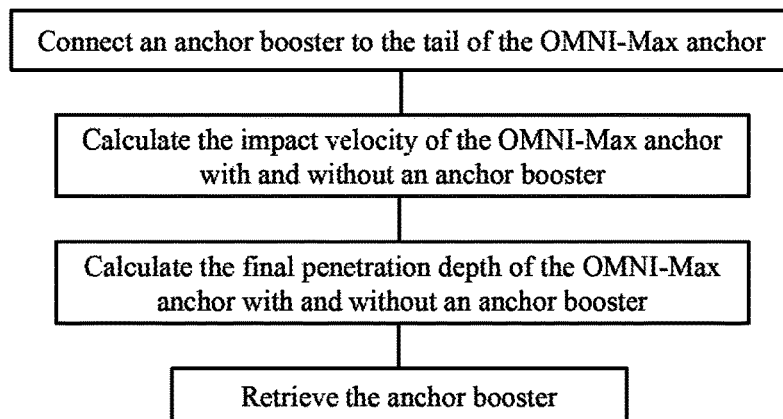 Connect an anchor booster to the tail of the OMNI-Max anchor
Calculate the impact velocity of the OMNI-Max anchor
with and without an anchor booster
Calculate the final penetration depth of the OMNI-Max
anchor with and without an anchor booster
Retrieve the anchor booster